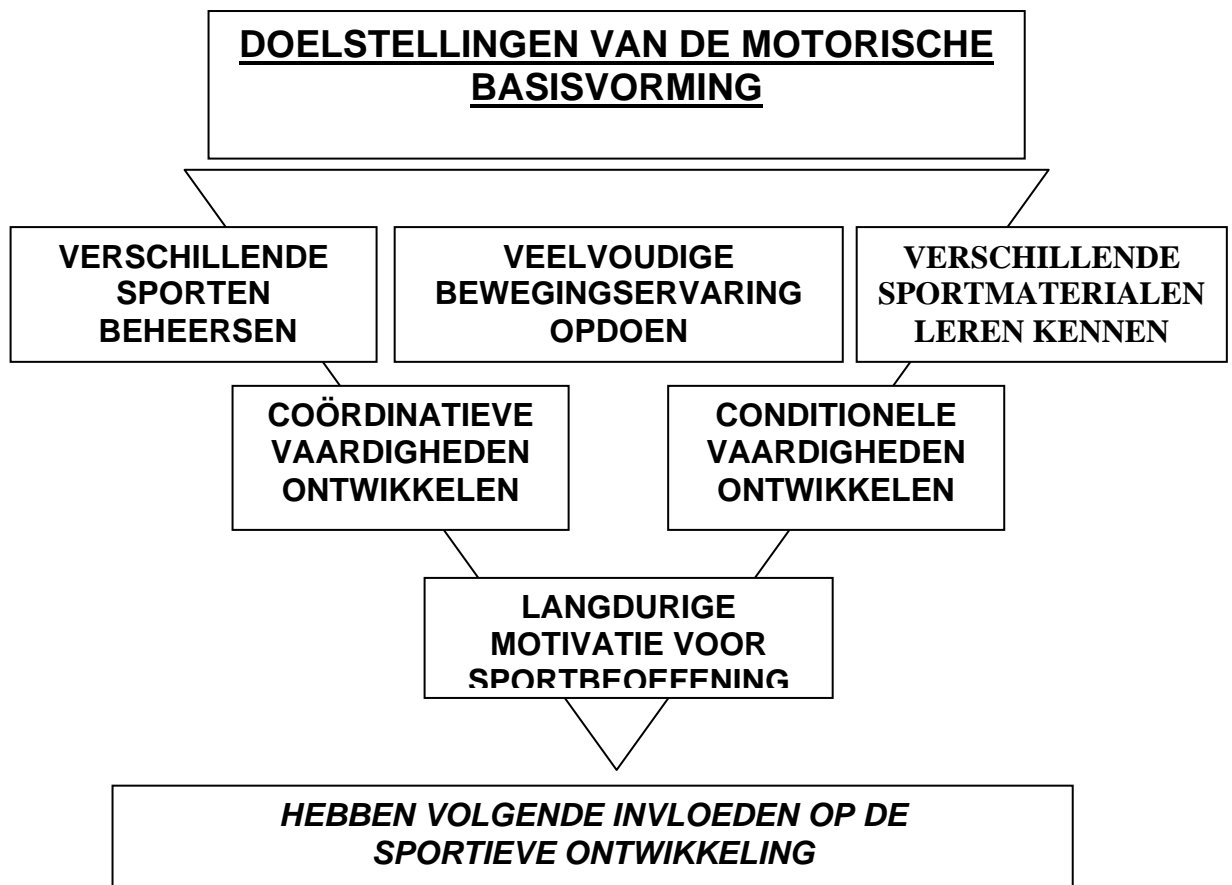 DOELSTELLINGEN VAN DE MOTORISCHE
BASISVORMING
VERSCHILLENDE
SPORTEN
BEHEERSEN
VEELVOUDIGE
BEWEGINGSERVARING
OPDOEN
VERSCHILLENDE
SPORTMATERIALEN
LEREN KENNEN
COÖRDINATIEVE
VAARDIGHEDEN
ONTWIKKELEN
CONDITIONELE
VAARDIGHEDEN
ONTWIKKELEN
LANGDURIGE
MOTIVATIE VOOR
SPORTBEOEFENING
HEBBEN VOLGENDE INVLOEDEN OP DE
SPORTIEVE ONTWIKKELING